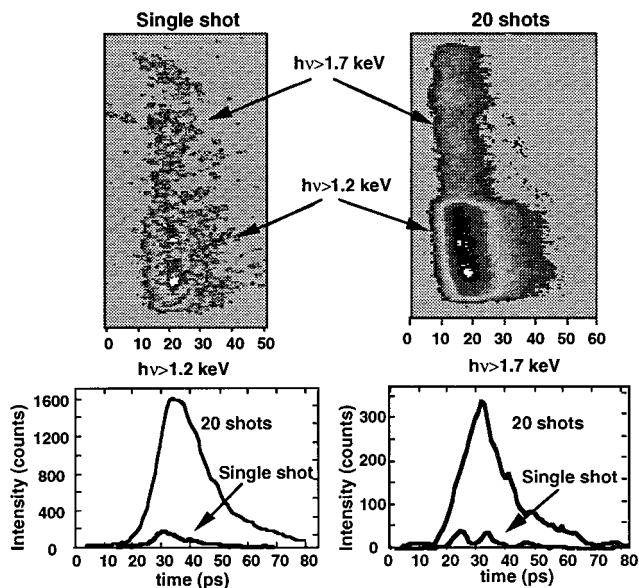 Single shot
20 shots
hν>1.7 keV
hν>1.2 keV
0 10 20 30 40 50
0 10 20 30 40 50 60
hν>1.2 keV
hν>1.7 keV
1600
1200
800
400
0
Intensity (counts)
20 shots
Single shot
0 10 20 30 40 50 60 70 80
time (ps)
300
200
100
0
Intensity (counts)
20 shots
Single shot
0 10 20 30 40 50 60 70 80
time (ps)